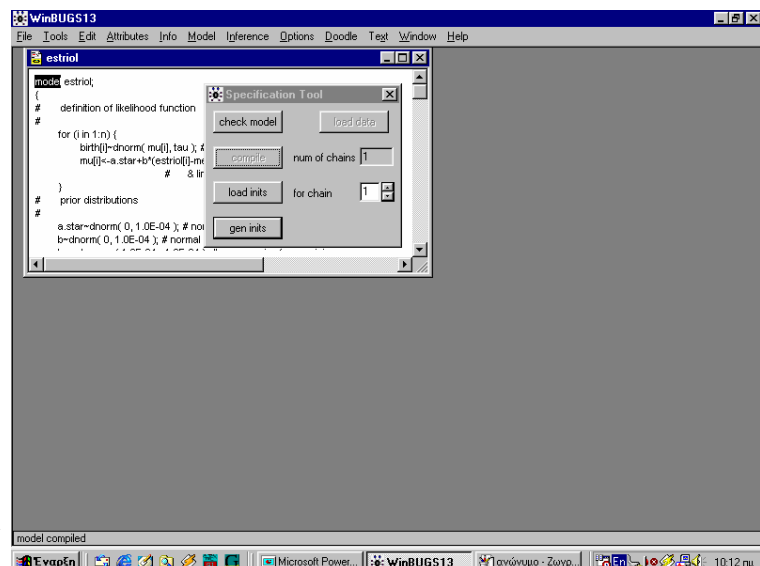 WinBUGS13
File Tools Edit Attributes Info Model Inference Options Doodle Text Window Help
estriol
model estriol;
{
# definition of likelihood function
#
for (i in 1:n) {
birth[i]~dnorm( mu[i], tau ); #
mu[i]<-a.star+b*(estriol[i]-me
# & lin
}
# prior distributions
#
a.star~dnorm( 0, 1.0E-04 ); # nor
b~dnorm( 0, 1.0E-04 ); # normal
Specification Tool
check model load data
compile num of chains 1
load inits for chain 1
gen inits
model compiled
Έναρξη Microsoft Power... WinBUGS13 ανώνυμο - Ζωγρ... En 10:12 πμ